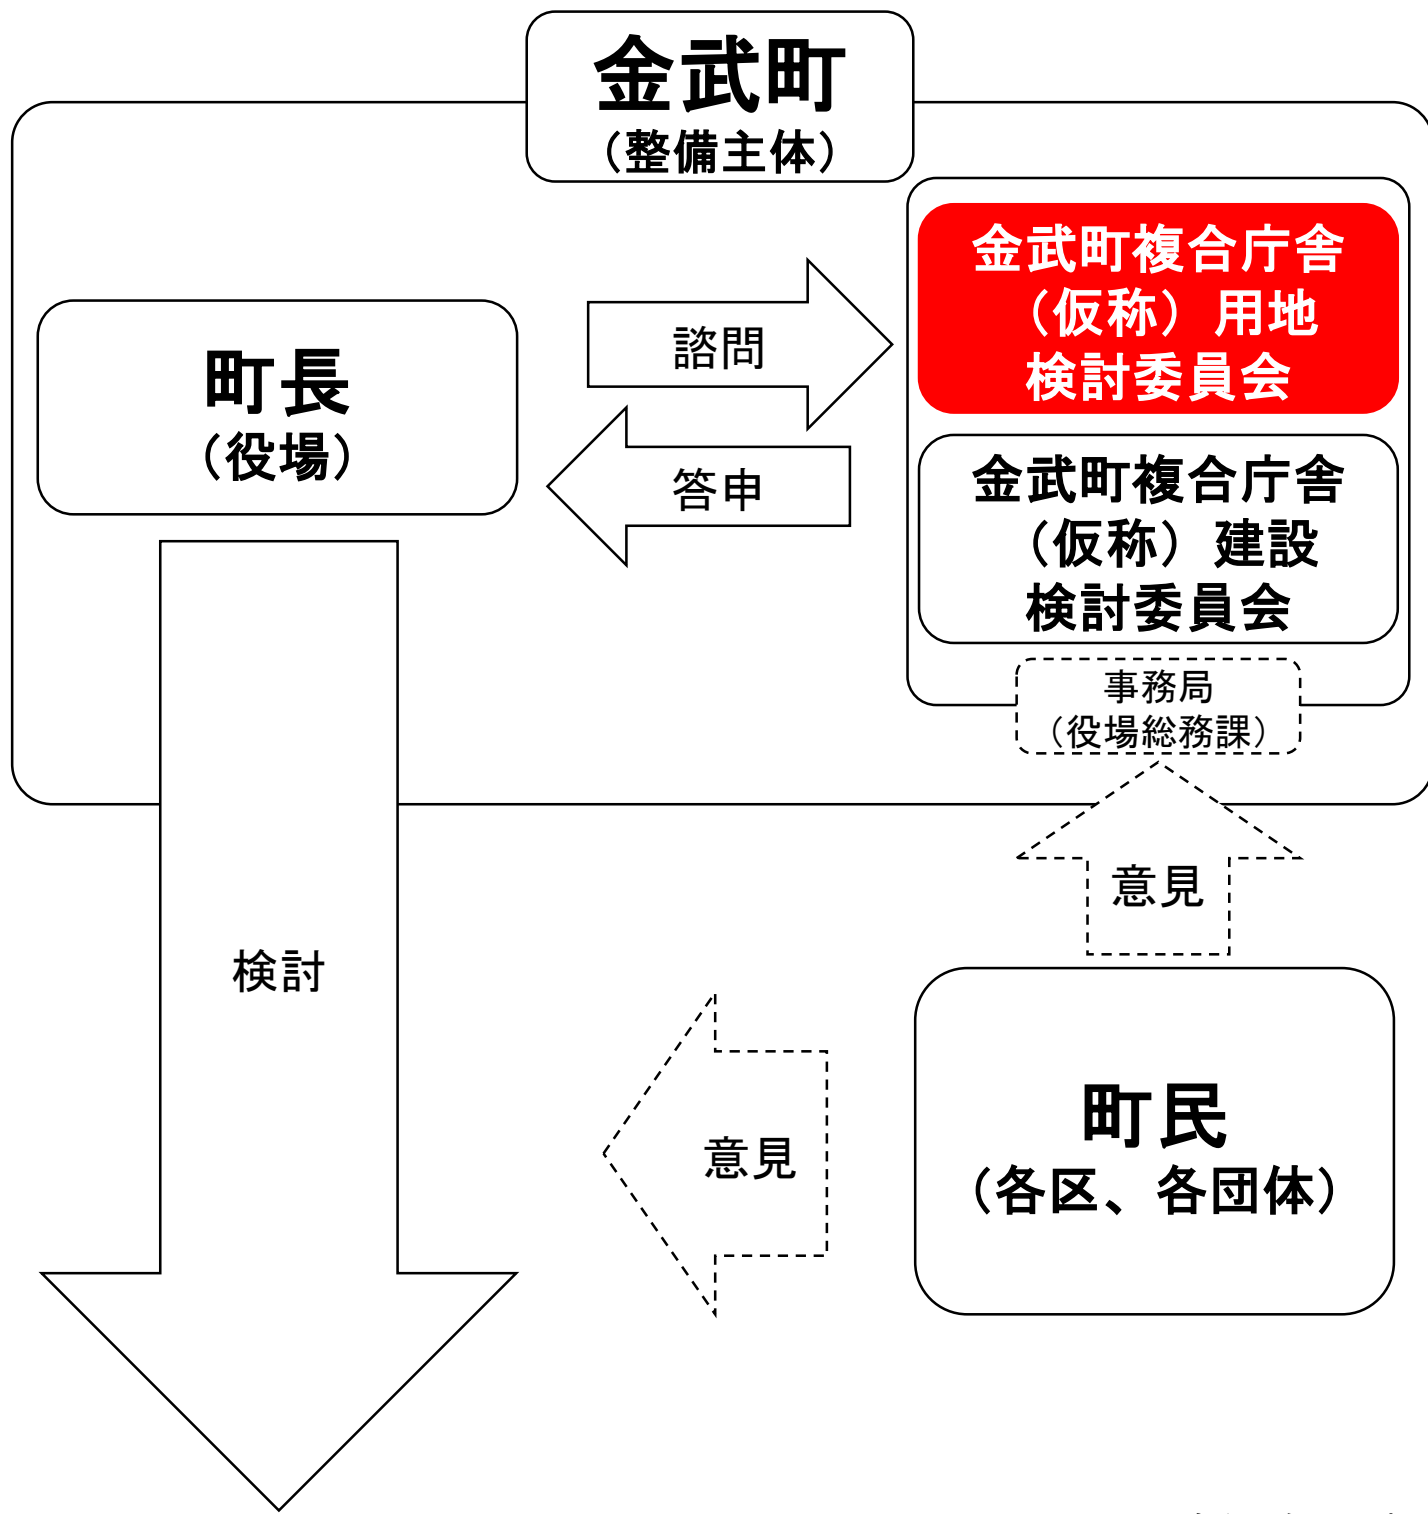 金武町
（整備主体）
町長
（役場）
諮問
答申
金武町複合庁舎
（仮称）用地
検討委員会
金武町複合庁舎
（仮称）建設
検討委員会
事務局
（役場総務課）
検討
意見
意見
町民
（各区、各団体）